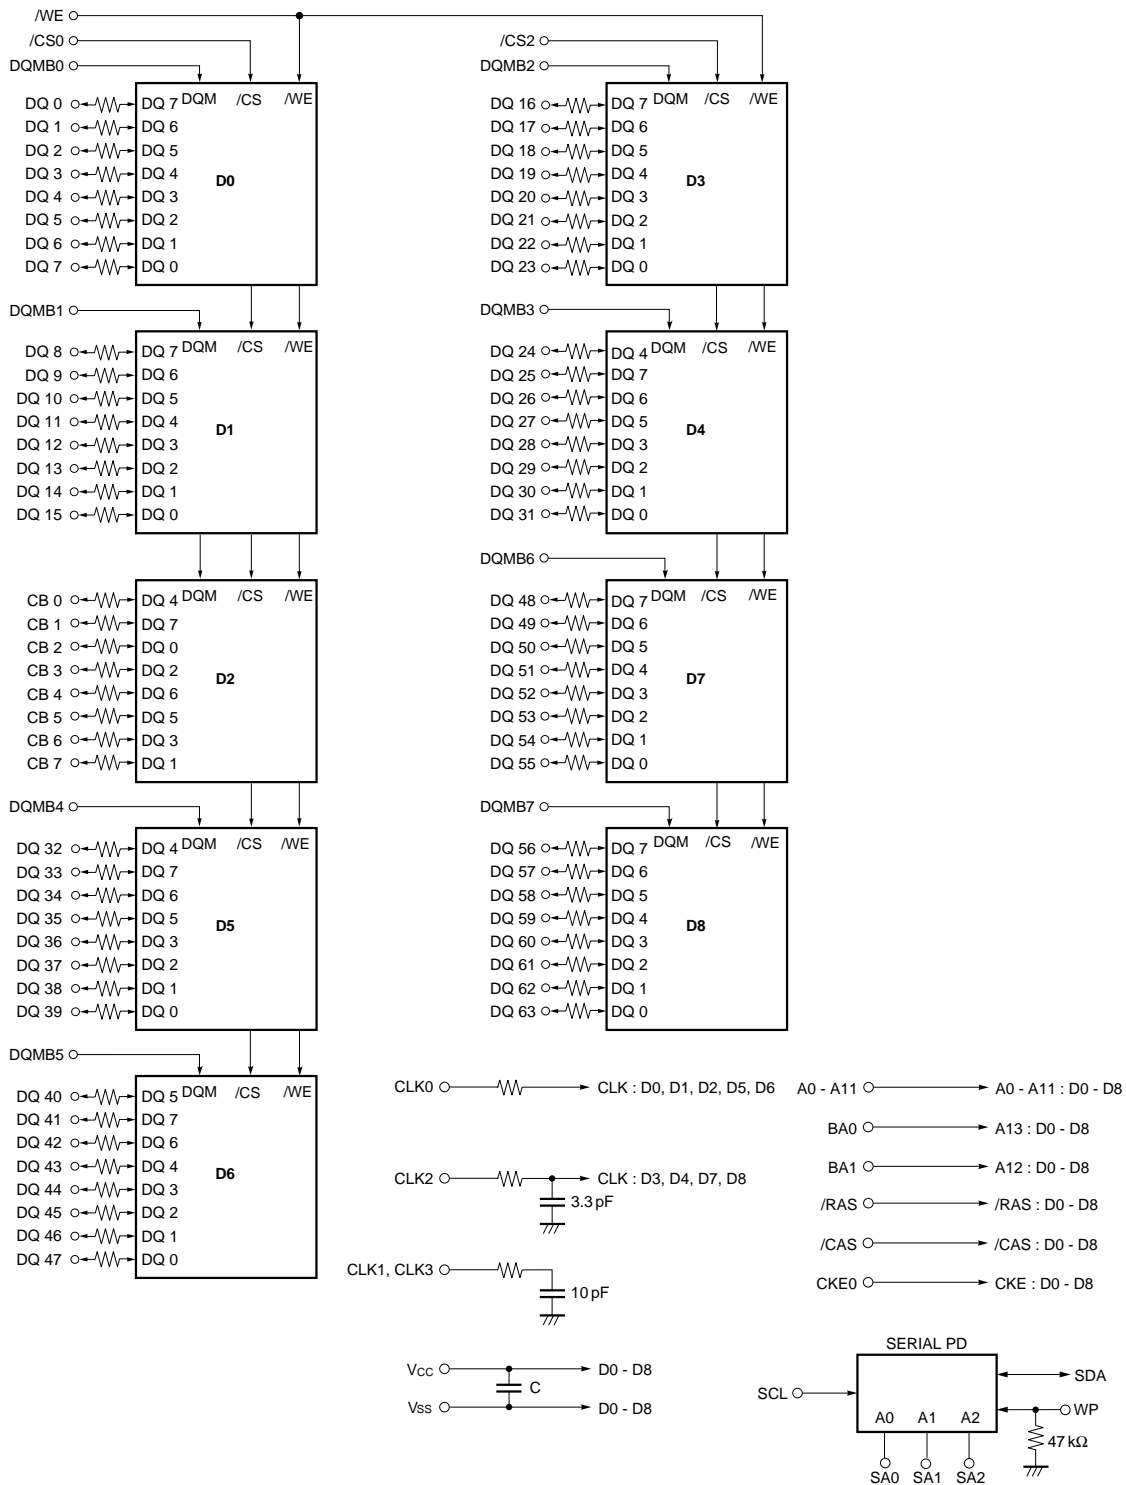 /WE
/CS0
/CS2
DQMB0
DQMB2
DQM /CS /WE
DQ 0 DQ 7
DQ 1 DQ 6
DQ 2 DQ 5
DQ 3 DQ 4
D0
DQ 4 DQ 3
DQ 5 DQ 2
DQ 6 DQ 1
DQ 7 DQ 0
DQM /CS /WE
DQ 16 DQ 7
DQ 17 DQ 6
DQ 18 DQ 5
DQ 19 DQ 4
D3
DQ 20 DQ 3
DQ 21 DQ 2
DQ 22 DQ 1
DQ 23 DQ 0
DQMB1
DQM /CS /WE
DQ 8 DQ 7
DQ 9 DQ 6
DQ 10 DQ 5
DQ 11 DQ 4
D1
DQ 12 DQ 3
DQ 13 DQ 2
DQ 14 DQ 1
DQ 15 DQ 0
DQMB3
DQM /CS /WE
DQ 24 DQ 4
DQ 25 DQ 7
DQ 26 DQ 6
DQ 27 DQ 5
D4
DQ 28 DQ 3
DQ 29 DQ 2
DQ 30 DQ 1
DQ 31 DQ 0
DQM /CS /WE
CB 0 DQ 4
CB 1 DQ 7
CB 2 DQ 0
CB 3 DQ 2
D2
CB 4 DQ 6
CB 5 DQ 5
CB 6 DQ 3
CB 7 DQ 1
DQMB6
DQM /CS /WE
DQ 48 DQ 7
DQ 49 DQ 6
DQ 50 DQ 5
DQ 51 DQ 4
D7
DQ 52 DQ 3
DQ 53 DQ 2
DQ 54 DQ 1
DQ 55 DQ 0
DQMB4
DQM /CS /WE
DQ 32 DQ 4
DQ 33 DQ 7
DQ 34 DQ 6
DQ 35 DQ 5
D5
DQ 36 DQ 3
DQ 37 DQ 2
DQ 38 DQ 1
DQ 39 DQ 0
DQMB7
DQM /CS /WE
DQ 56 DQ 7
DQ 57 DQ 6
DQ 58 DQ 5
DQ 59 DQ 4
D8
DQ 60 DQ 3
DQ 61 DQ 2
DQ 62 DQ 1
DQ 63 DQ 0
DQMB5
DQM /CS /WE
DQ 40 DQ 5
DQ 41 DQ 7
DQ 42 DQ 6
DQ 43 DQ 4
D6
DQ 44 DQ 3
DQ 45 DQ 2
DQ 46 DQ 1
DQ 47 DQ 0
CLK0 CLK : D0, D1, D2, D5, D6
CLK2 CLK : D3, D4, D7, D8
3.3 pF
CLK1, CLK3
10 pF
VCC D0 - D8
C
VSS D0 - D8
A0 - A11 A0 - A11 : D0 - D8
BA0 A13 : D0 - D8
BA1 A12 : D0 - D8
/RAS /RAS : D0 - D8
/CAS /CAS : D0 - D8
CKE0 CKE : D0 - D8
SERIAL PD
SDA
SCL
WP
A0 A1 A2
47 kΩ
SA0 SA1 SA2